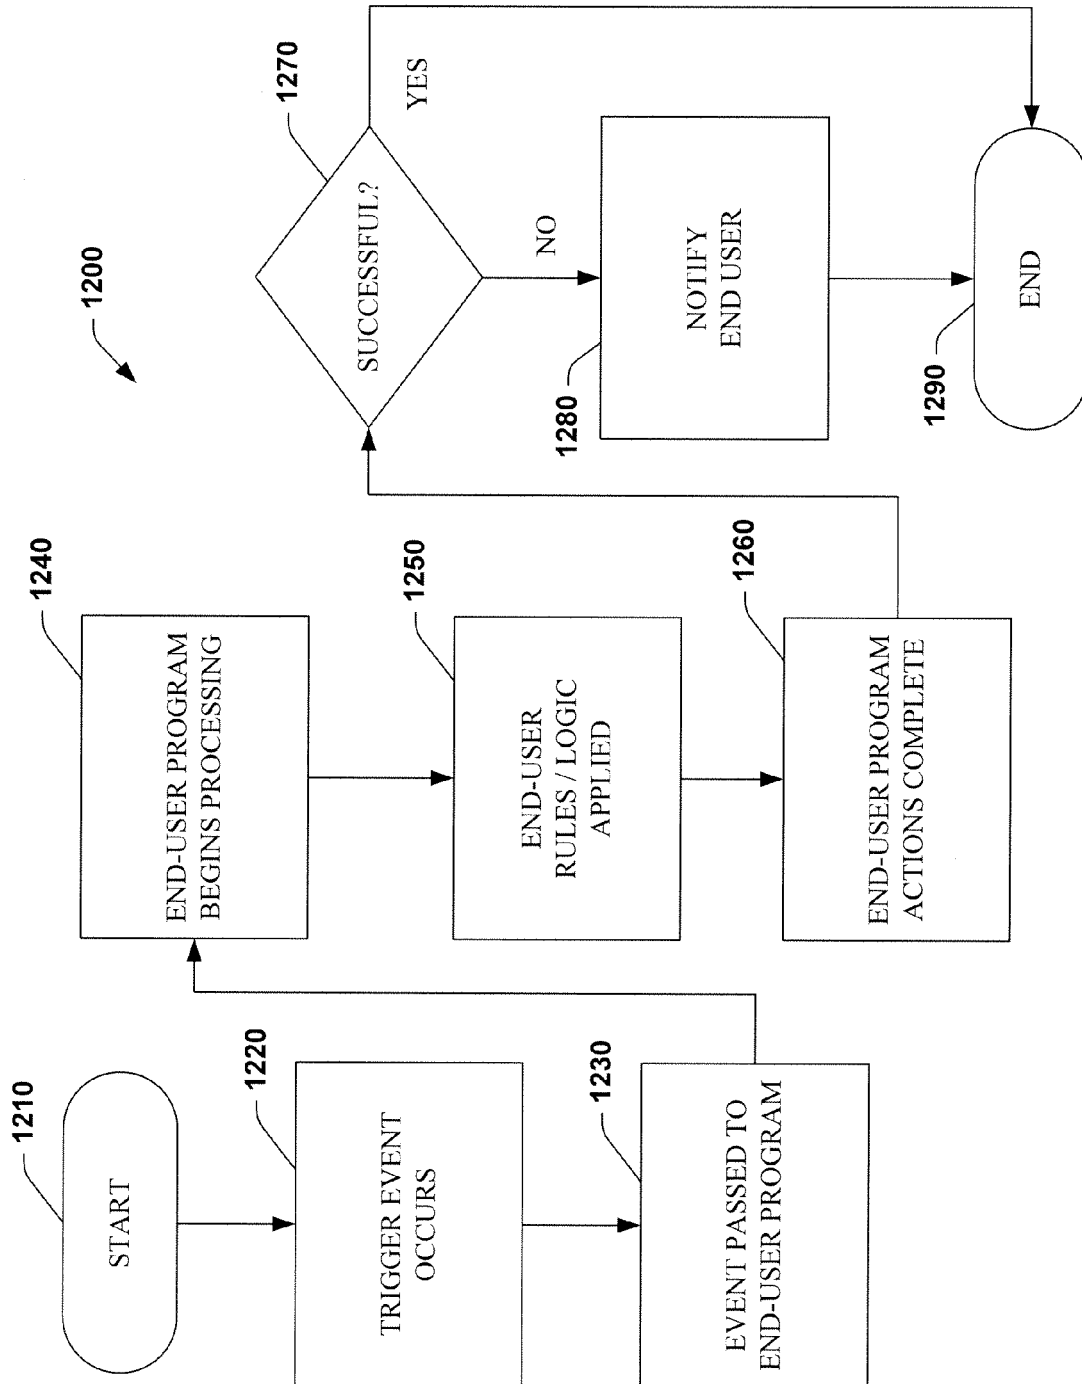 1200
1210
START
1220
TRIGGER EVENT
OCCURS
1230
EVENT PASSED TO
END-USER PROGRAM
1240
END-USER PROGRAM
BEGINS PROCESSING
1250
END-USER
RULES / LOGIC
APPLIED
1260
END-USER PROGRAM
ACTIONS COMPLETE
1270
SUCCESSFUL?
YES
NO
1280
NOTIFY
END USER
1290
END